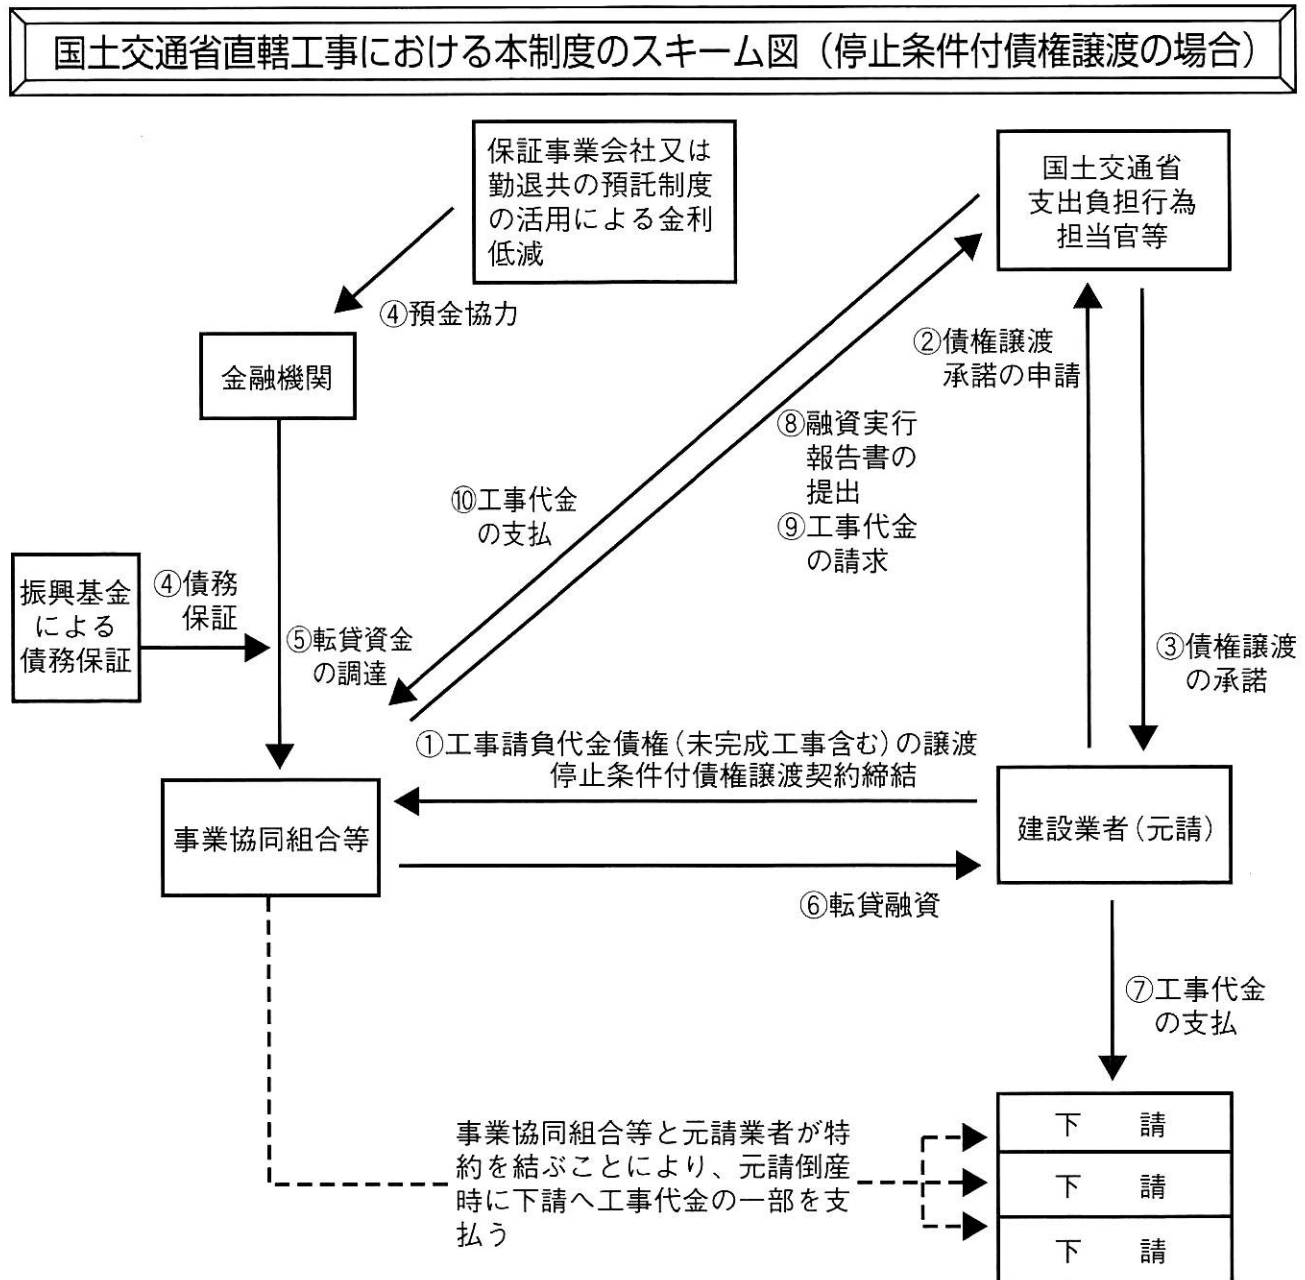 国土交通省直轄工事における本制度のスキーム図（停止条件付債権譲渡の場合）
保証事業会社又は
勤退共の預託制度
の活用による金利
低減
国土交通省
支出負担行為
担当官等
④預金協力
金融機関
②債権譲渡
承諾の申請
⑧融資実行
報告書の
提出
⑨工事代金
の請求
⑩工事代金
の支払
振興基金
による
債務保証
④債務
保証
⑤転貸資金
の調達
③債権譲渡
の承諾
①工事請負代金債権（未完成工事含む）の譲渡
停止条件付債権譲渡契約締結
事業協同組合等
建設業者（元請）
⑥転貸融資
⑦工事代金
の支払
事業協同組合等と元請業者が特
約を結ぶことにより、元請倒産
時に下請へ工事代金の一部を支
払う
下　請
下　請
下　請